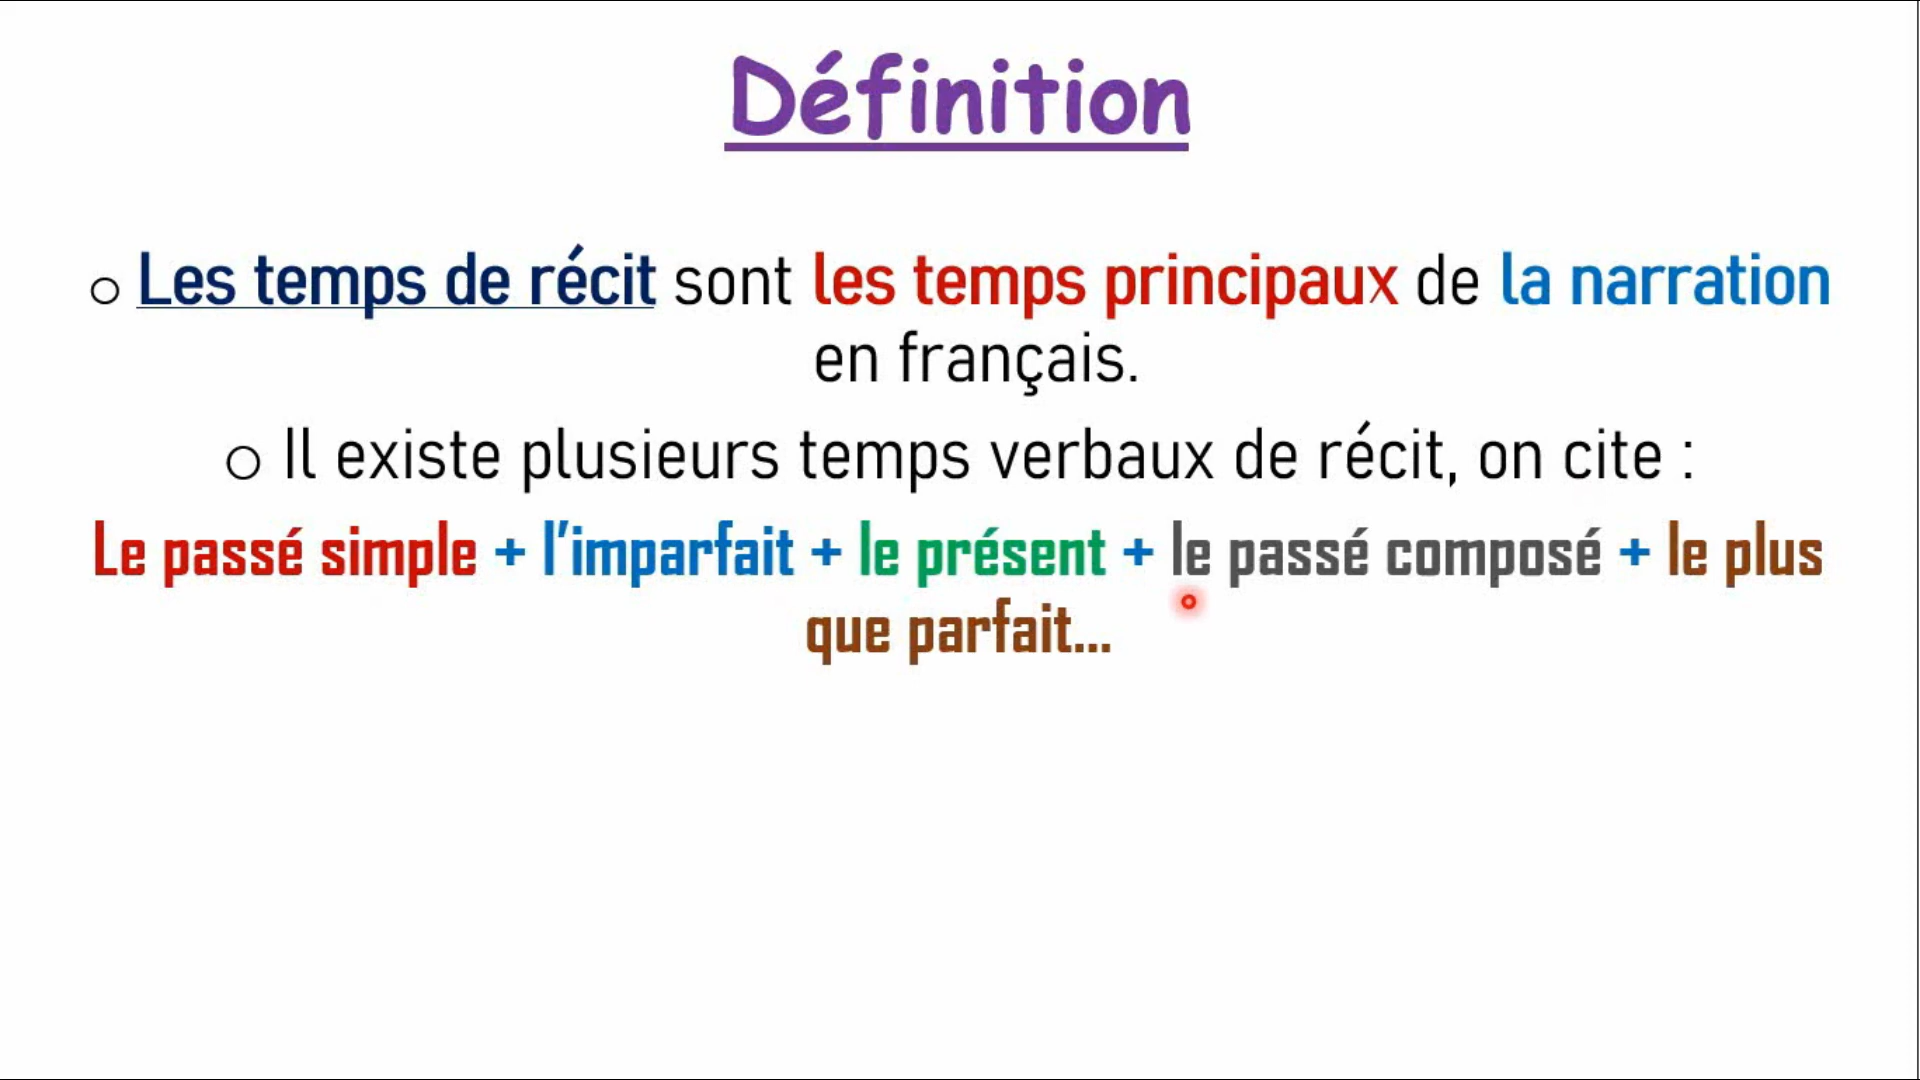 Définition
o Les temps de récit sont les temps principaux de la narration
en français.
o Il existe plusieurs temps verbaux de récit, on cite :
Le passé simple + l'imparfait + le présent + le passé composé + le plus
que parfait...